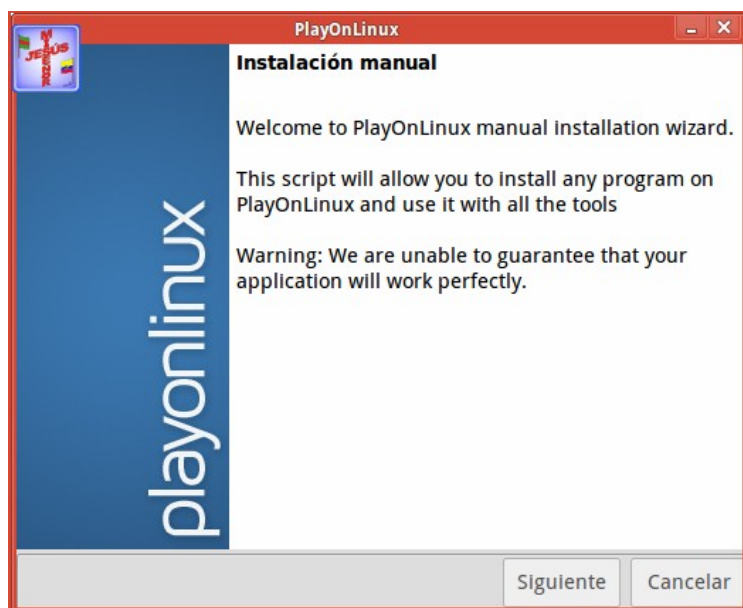 PlayOnLinux
JESÚS
Instalación manual
Welcome to PlayOnLinux manual installation wizard.
This script will allow you to install any program on
PlayOnLinux and use it with all the tools
Warning: We are unable to guarantee that your
application will work perfectly.
playonlinux
Siguiente
Cancelar